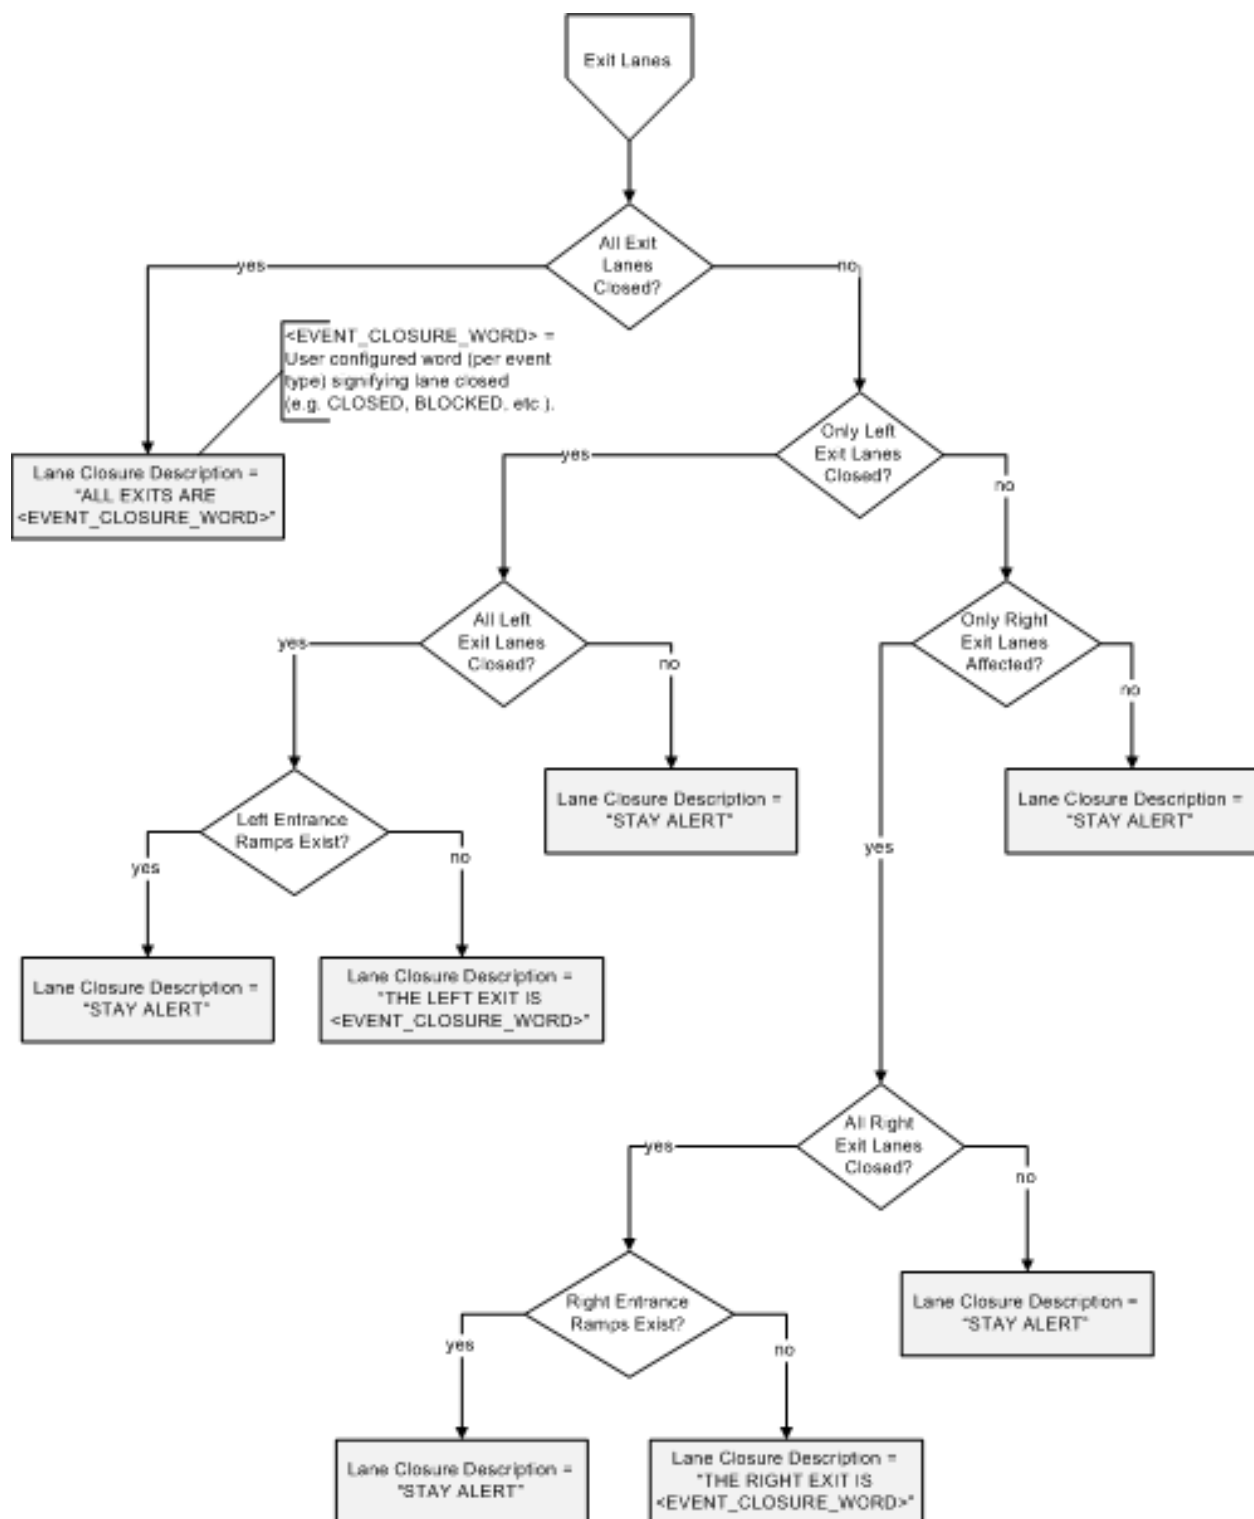 Exit Lanes
All Exit
Lanes
Closed?
yes
no
<EVENT_CLOSURE_WORD> =
User configured word (per event
type) signifying lane closed
(e.g. CLOSED, BLOCKED, etc.).
Lane Closure Description =
"ALL EXITS ARE
<EVENT_CLOSURE_WORD>"
Only Left
Exit Lanes
Closed?
yes
no
All Left
Exit Lanes
Closed?
yes
no
Only Right
Exit Lanes
Affected?
yes
no
Left Entrance
Ramps Exist?
yes
no
Lane Closure Description =
"STAY ALERT"
Lane Closure Description =
"STAY ALERT"
Lane Closure Description =
"STAY ALERT"
Lane Closure Description =
"THE LEFT EXIT IS
<EVENT_CLOSURE_WORD>"
All Right
Exit Lanes
Closed?
yes
no
Right Entrance
Ramps Exist?
yes
no
Lane Closure Description =
"STAY ALERT"
Lane Closure Description =
"STAY ALERT"
Lane Closure Description =
"THE RIGHT EXIT IS
<EVENT_CLOSURE_WORD>"